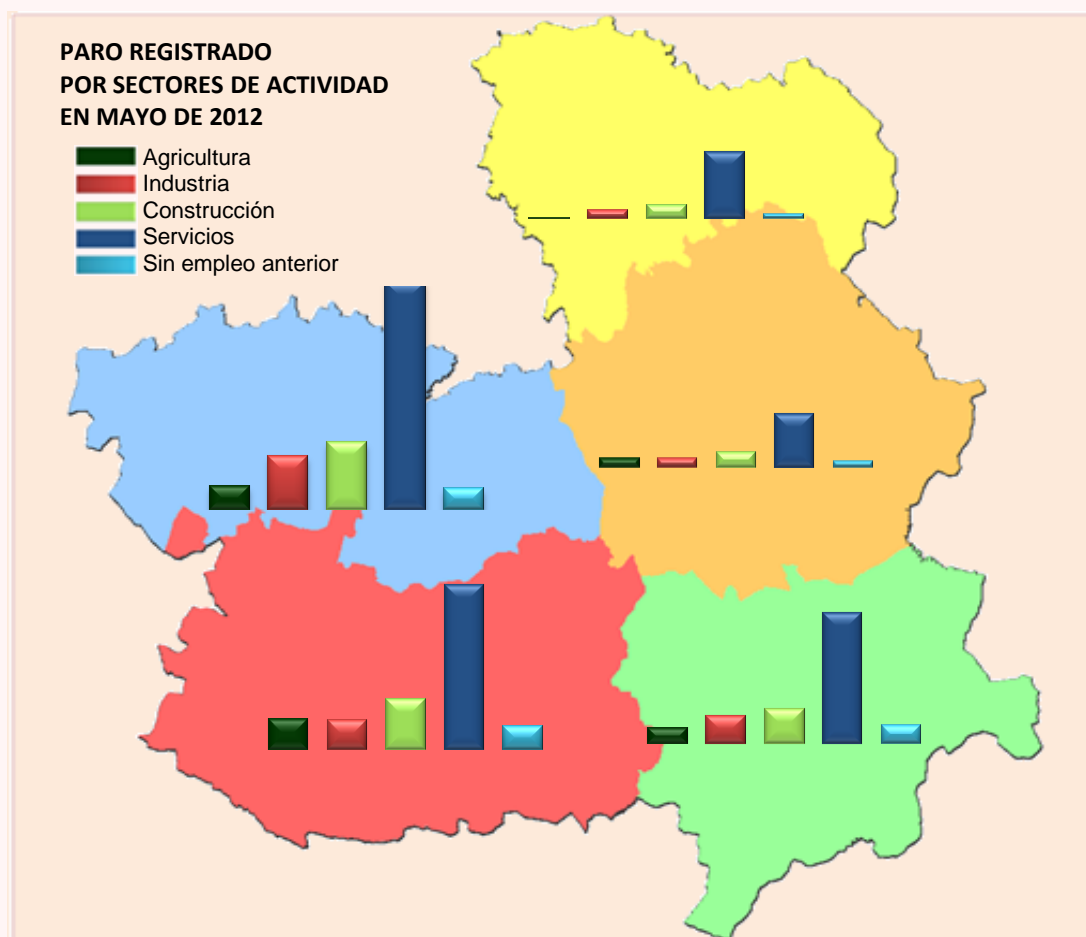 PARO REGISTRADO
POR SECTORES DE ACTIVIDAD
EN MAYO DE 2012
Agricultura
Industria
Construcción
Servicios
Sin empleo anterior